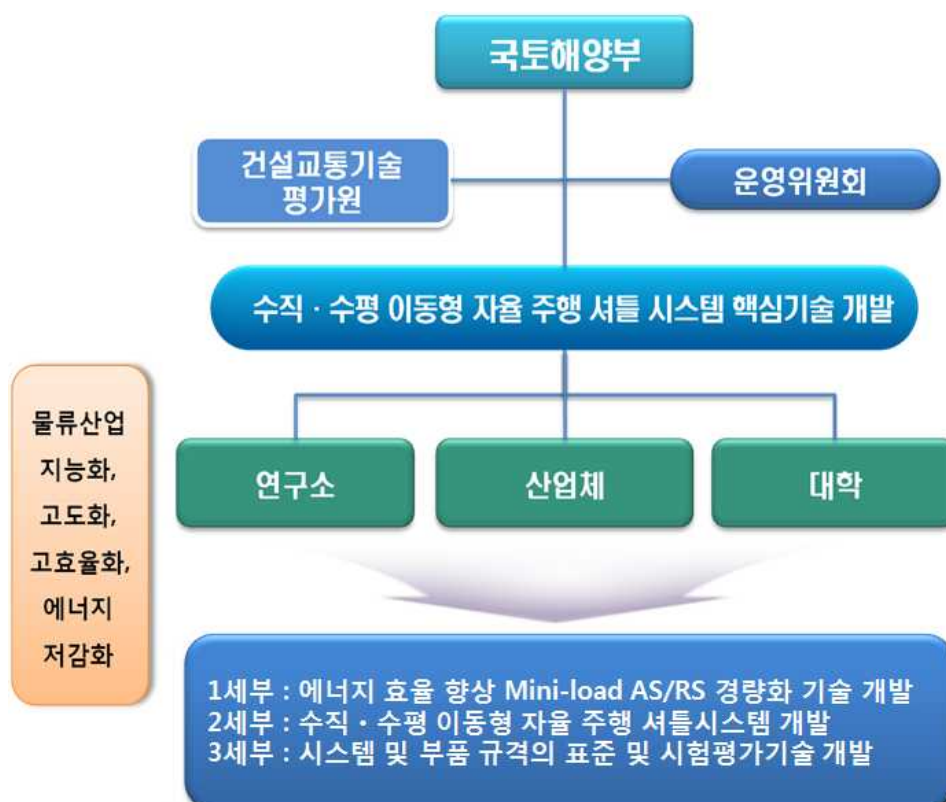 국토해양부
건설교통기술
평가원
운영위원회
수직 · 수평 이동형 자율 주행 셔틀 시스템 핵심기술 개발
물류산업
지능화,
고도화,
고효율화,
에너지
저감화
연구소
산업체
대학
1세부 : 에너지 효율 향상 Mini-load AS/RS 경량화 기술 개발
2세부 : 수직 · 수평 이동형 자율 주행 셔틀시스템 개발
3세부 : 시스템 및 부품 규격의 표준 및 시험평가기술 개발